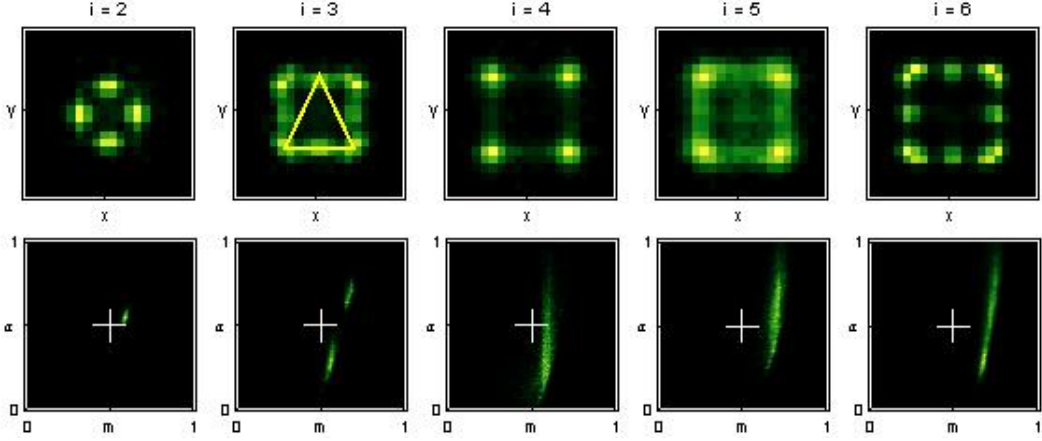 i = 2 i = 3 i = 4 i = 5 i = 6
Y Y Y Y Y
X X X X X
1 1 1 1 1
R R R R R
0 0 0 0 0
0 m 1 0 m 1 0 m 1 0 m 1 0 m 1